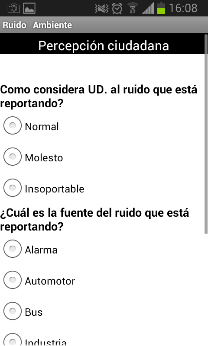 16:08
Ruido Ambiente
Percepción ciudadana
Como considera UD. al ruido que está
reportando?
Normal
Molesto
Insoportable
¿Cuál es la fuente del ruido que está
reportando?
Alarma
Automotor
Bus
Industria